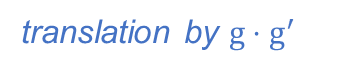 translation by g · g′